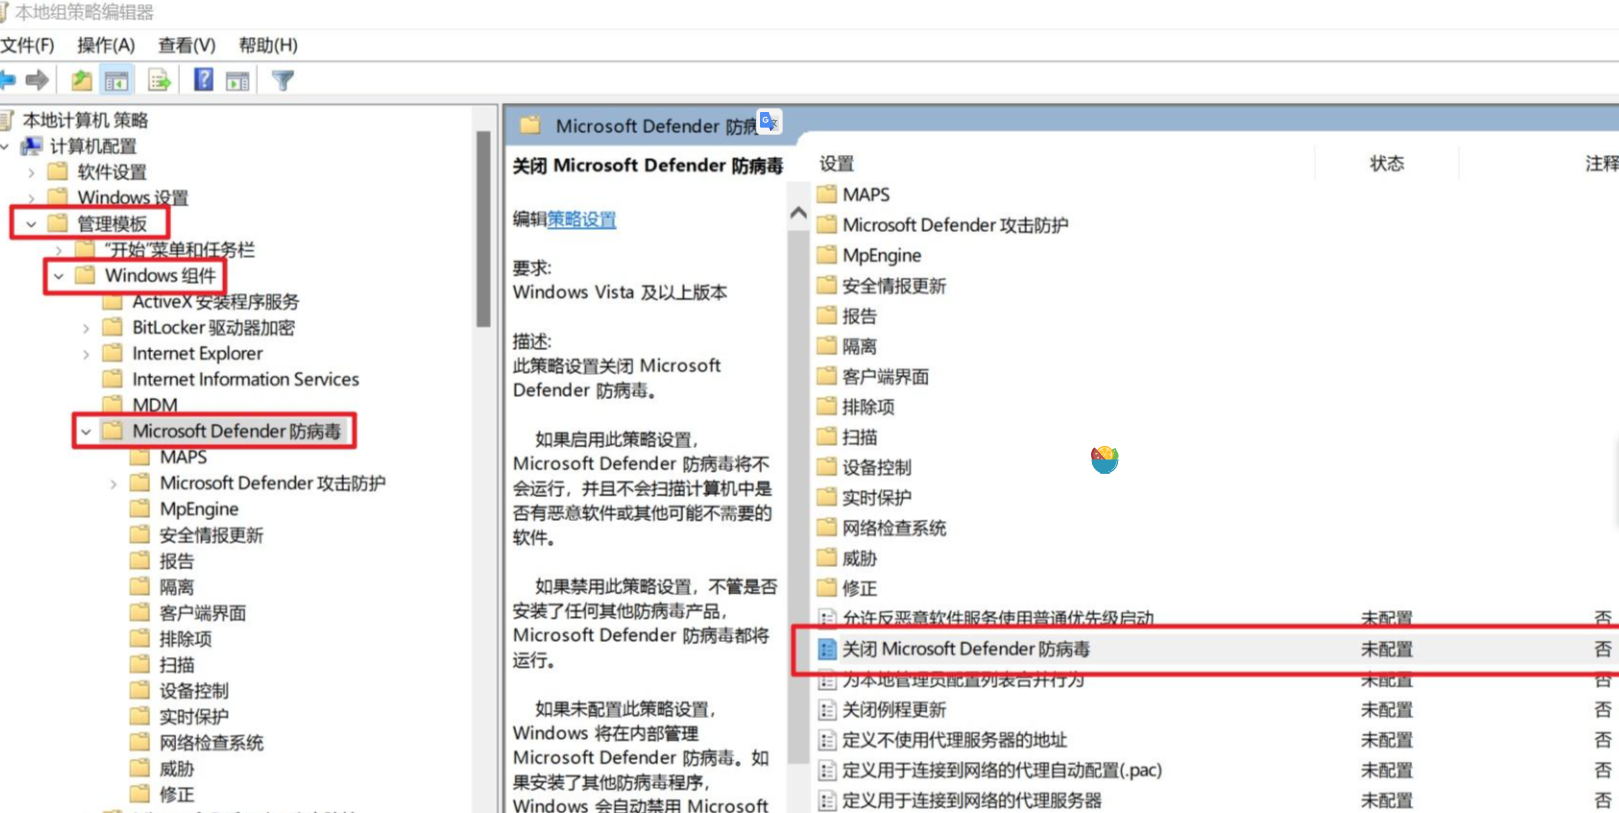 本地组策略编辑器
文件(F) 操作(A) 查看(V) 帮助(H)
本地计算机 策略
计算机配置
软件设置
Windows 设置
管理模板
“开始”菜单和任务栏
Windows 组件
ActiveX 安装程序服务
BitLocker 驱动器加密
Internet Explorer
Internet Information Services
MDM
Microsoft Defender 防病毒
MAPS
Microsoft Defender 攻击防护
MpEngine
安全情报更新
报告
隔离
客户端界面
排除项
扫描
设备控制
实时保护
网络检查系统
威胁
修正
Microsoft Defender 防病
关闭 Microsoft Defender 防病毒
编辑策略设置
要求:
Windows Vista 及以上版本
描述:
此策略设置关闭 Microsoft
Defender 防病毒。
如果启用此策略设置，
Microsoft Defender 防病毒将不
会运行，并且不会扫描计算机中是
否有恶意软件或其他可能不需要的
软件。
如果禁用此策略设置，不管是否
安装了任何其他防病毒产品，
Microsoft Defender 防病毒都将
运行。
如果未配置此策略设置，
Windows 将在内部管理
Microsoft Defender 防病毒。如
果安装了其他防病毒程序，
Windows 会自动禁用 Microsoft
设置 状态 注释
MAPS
Microsoft Defender 攻击防护
MpEngine
安全情报更新
报告
隔离
客户端界面
排除项
扫描
设备控制
实时保护
网络检查系统
威胁
修正
允许反恶意软件服务使用普通优先级启动 未配置 否
关闭 Microsoft Defender 防病毒 未配置 否
为本地管理员配置列表合并行为 未配置 否
关闭例程更新 未配置 否
定义不使用代理服务器的地址 未配置 否
定义用于连接到网络的代理自动配置(.pac) 未配置 否
定义用于连接到网络的代理服务器 未配置 否